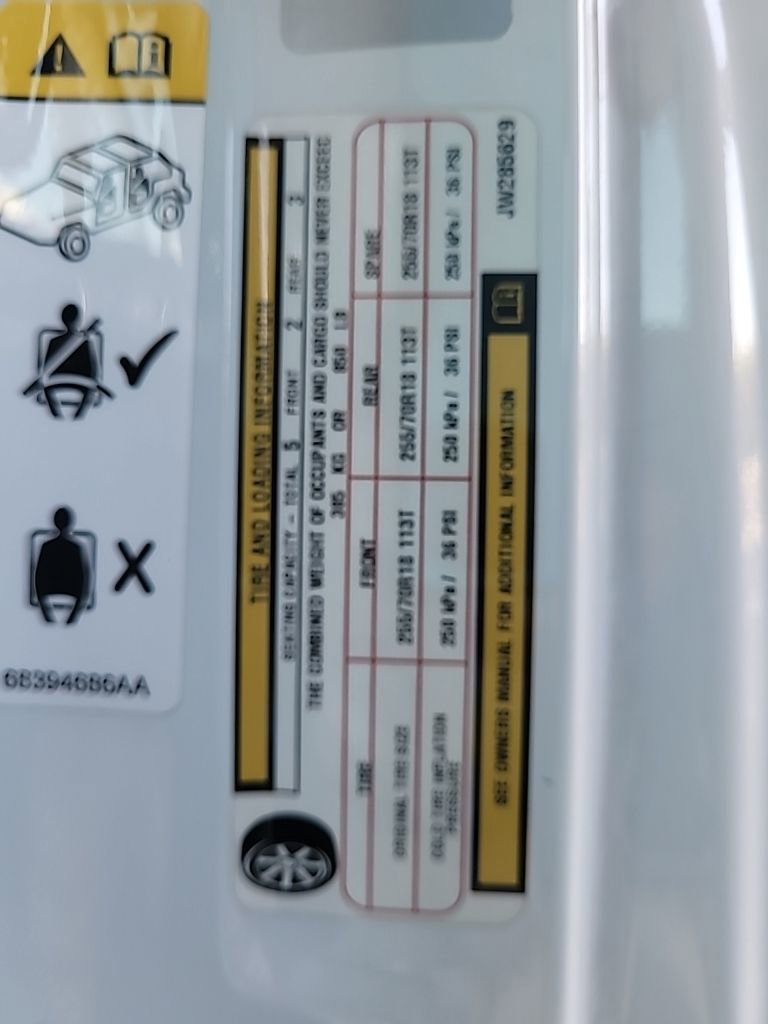 TIRE AND LOADING INFORMATION
SEATING CAPACITY – TOTAL 5 FRONT 2 REAR 3
THE COMBINED WEIGHT OF OCCUPANTS AND CARGO SHOULD NEVER EXCEED
385 KG OR 850 LB
TIRE FRONT REAR SPARE
ORIGINAL TIRE SIZE 255/70R18 113T 255/70R18 113T 255/70R18 113T
COLD TIRE INFLATION PRESSURE 250 kPa / 36 PSI 250 kPa / 36 PSI 250 kPa / 36 PSI
SEE OWNERS MANUAL FOR ADDITIONAL INFORMATION
JW285629
68394686AA